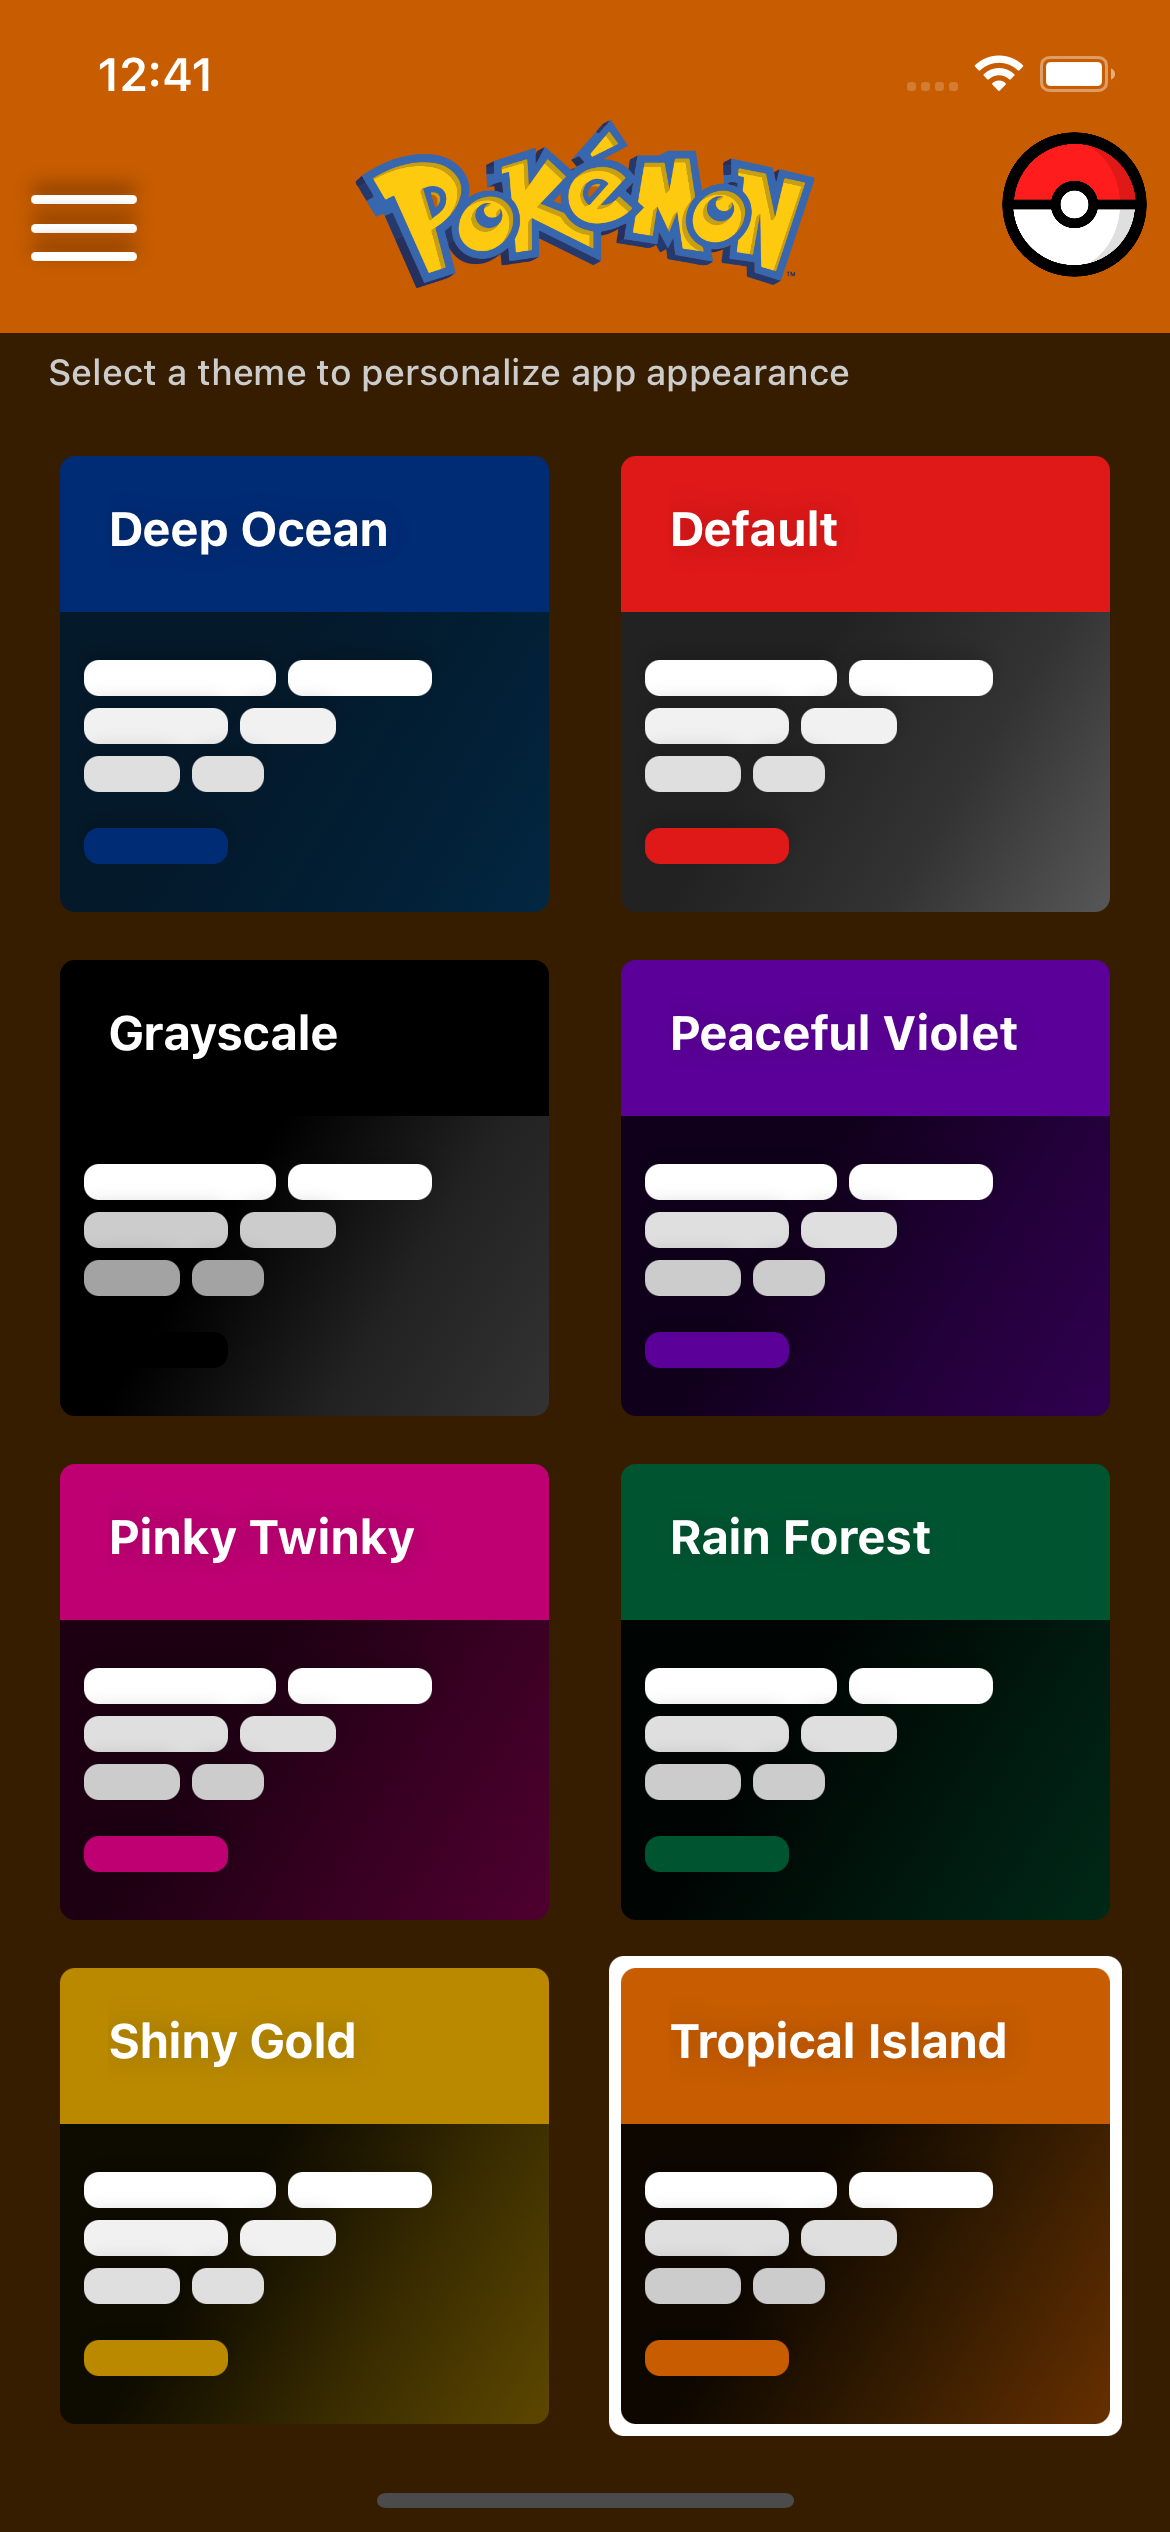 12:41
POKéMON
™
Select a theme to personalize app appearance
Deep Ocean
Default
Grayscale
Peaceful Violet
Pinky Twinky
Rain Forest
Shiny Gold
Tropical Island